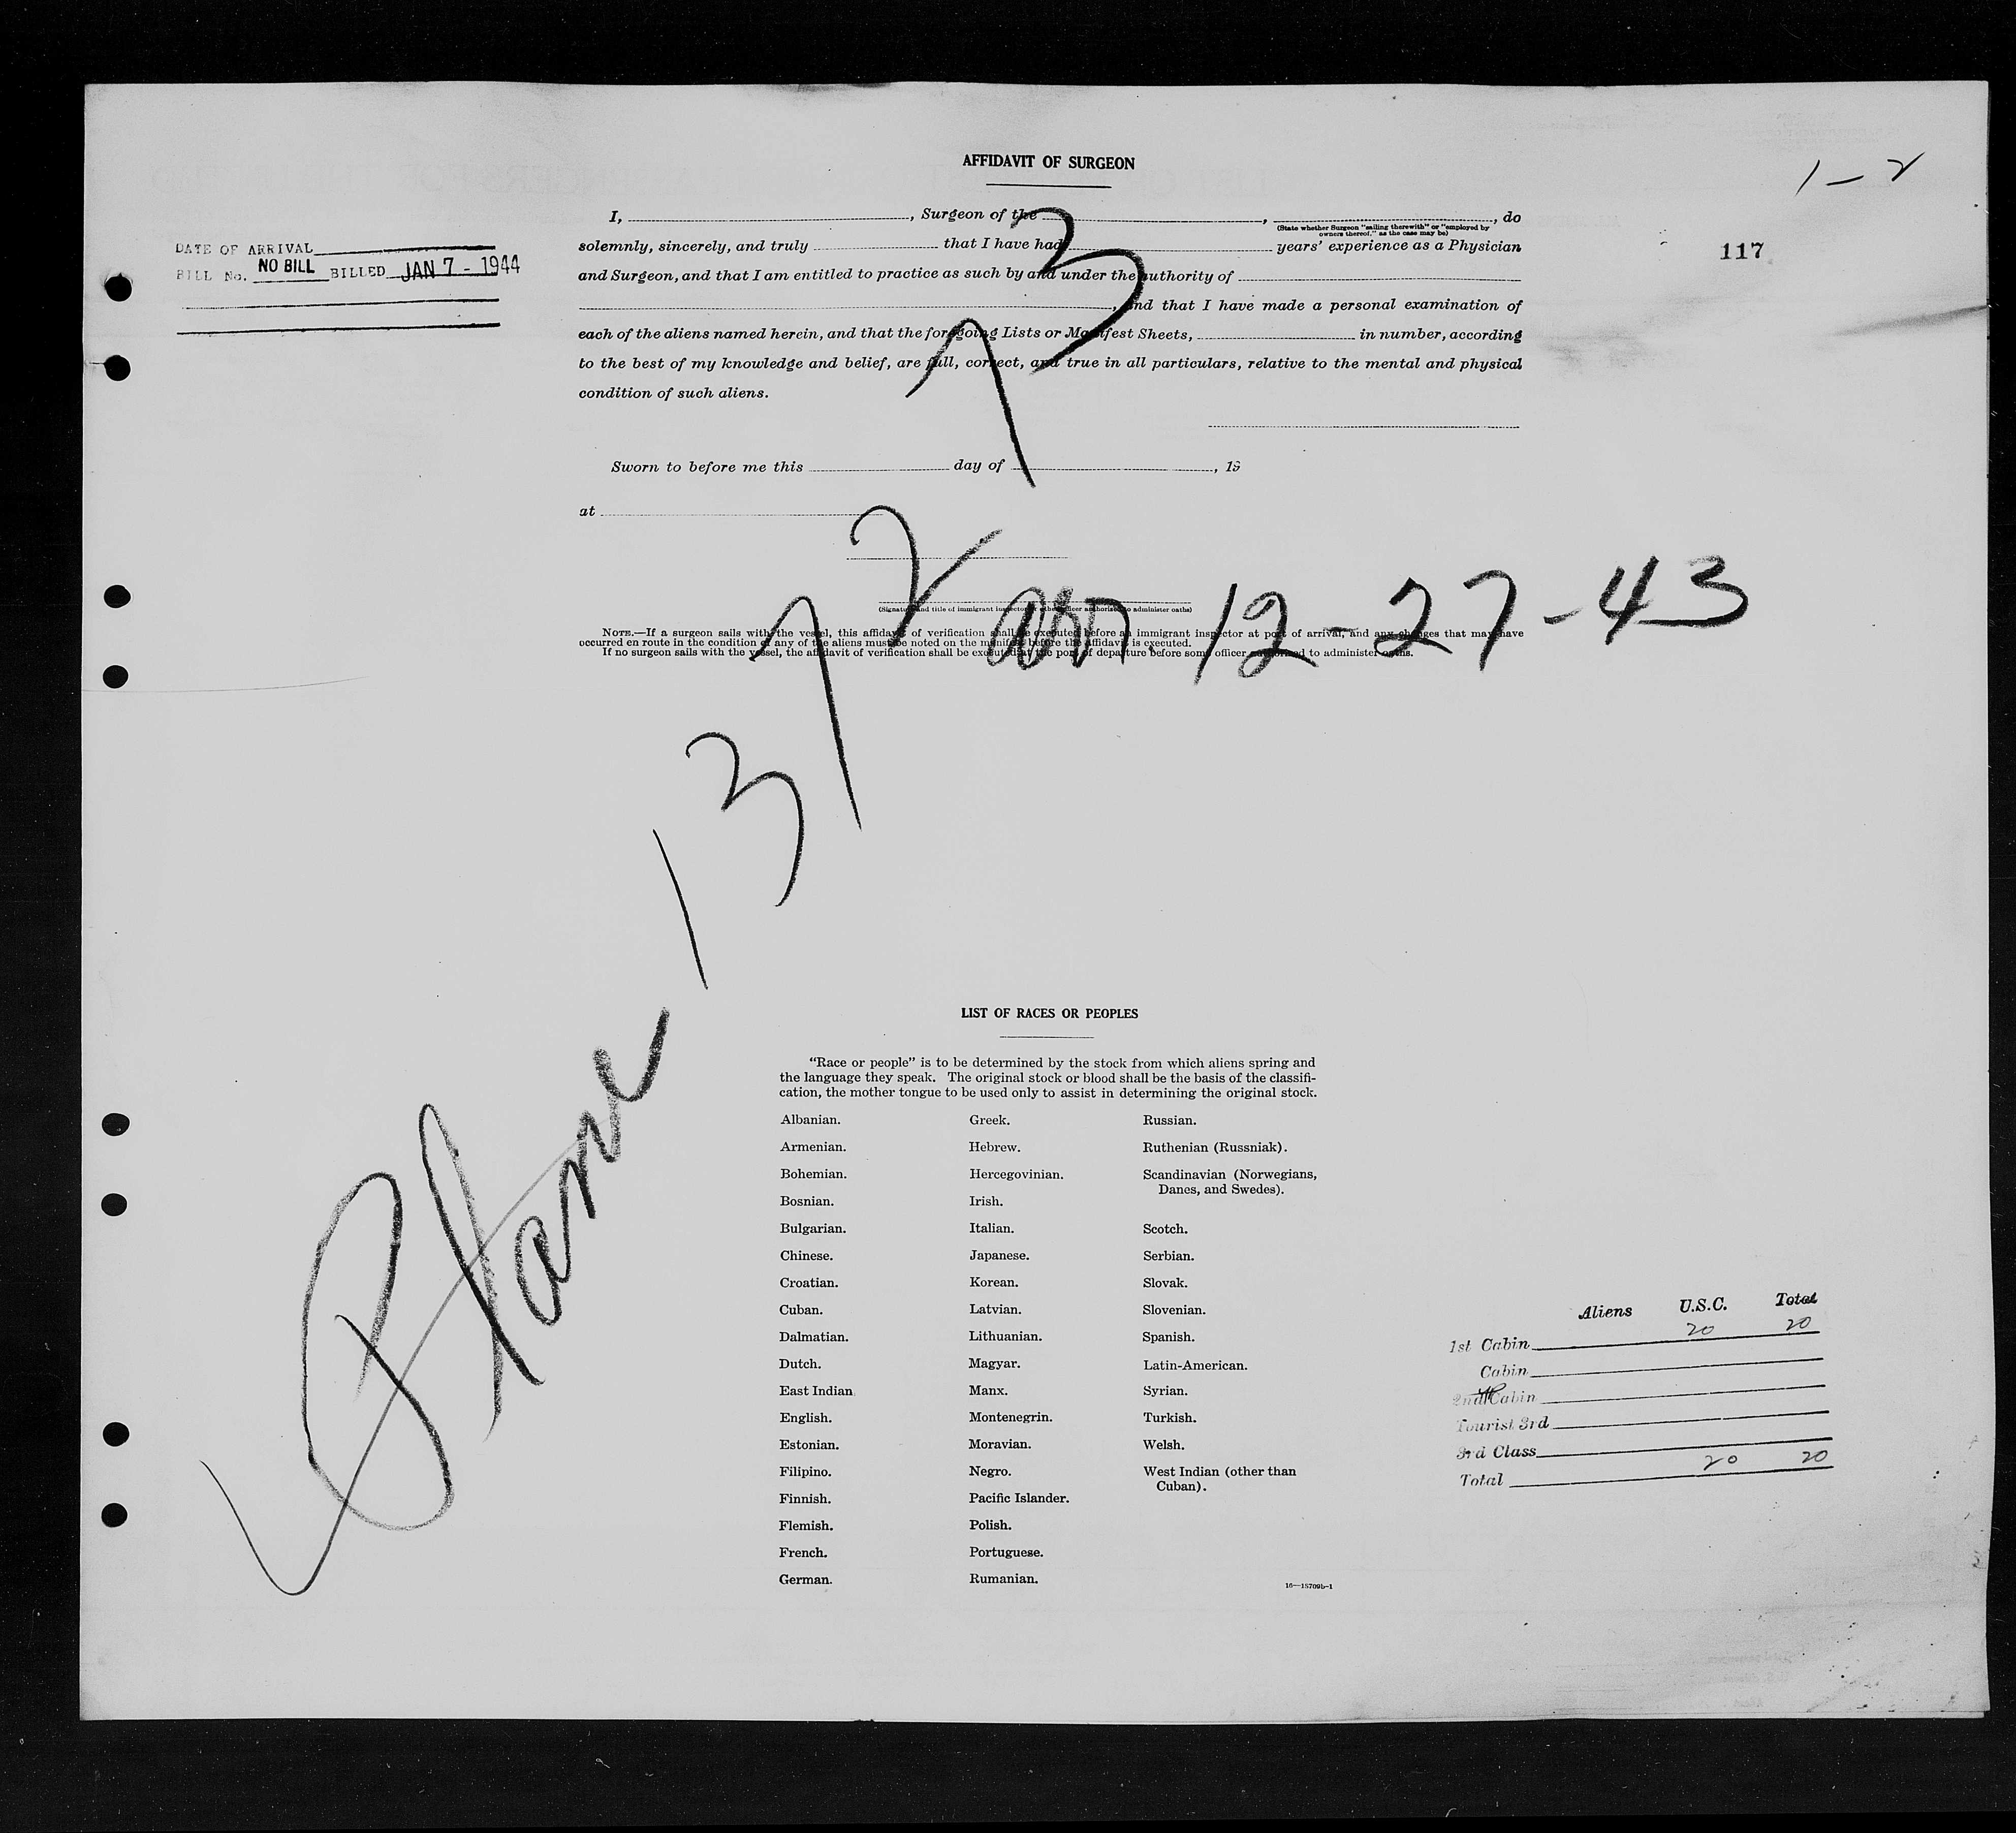 AFFIDAVIT OF SURGEON
1-2
117
DATE OF ARRIVAL
BILL No. NO BILL BILLED JAN 7 - 1944
I, , Surgeon of the , , do
(State whether Surgeon "sailing therewith" or "employed by
owners thereof," as the case may be)
solemnly, sincerely, and truly that I have had years' experience as a Physician
and Surgeon, and that I am entitled to practice as such by and under the authority of
, and that I have made a personal examination of
each of the aliens named herein, and that the foregoing Lists or Manifest Sheets, in number, according
to the best of my knowledge and belief, are full, correct, and true in all particulars, relative to the mental and physical
condition of such aliens.
Sworn to before me this day of , 19
at
(Signature and title of immigrant inspector or other officer authorized to administer oaths)
NOTE.—If a surgeon sails with the vessel, this affidavit of verification shall be executed before an immigrant inspector at port of arrival, and any changes that may have
occurred en route in the condition of any of the aliens must be noted on the manifest before the affidavit is executed.
If no surgeon sails with the vessel, the affidavit of verification shall be executed at the port of departure before some officer authorized to administer oaths.
arr. 12-27-43
Plane
LIST OF RACES OR PEOPLES
"Race or people" is to be determined by the stock from which aliens spring and
the language they speak. The original stock or blood shall be the basis of the classifi-
cation, the mother tongue to be used only to assist in determining the original stock.
Albanian. Greek. Russian.
Armenian. Hebrew. Ruthenian (Russniak).
Bohemian. Hercegovinian. Scandinavian (Norwegians,
Danes, and Swedes).
Bosnian. Irish.
Bulgarian. Italian. Scotch.
Chinese. Japanese. Serbian.
Croatian. Korean. Slovak.
Cuban. Latvian. Slovenian.
Dalmatian. Lithuanian. Spanish.
Dutch. Magyar. Latin-American.
East Indian. Manx. Syrian.
English. Montenegrin. Turkish.
Estonian. Moravian. Welsh.
Filipino. Negro. West Indian (other than
Cuban).
Finnish. Pacific Islander.
Flemish. Polish.
French. Portuguese.
German. Rumanian.
16—15709b-1
Aliens U.S.C. Total
1st Cabin 20 20
Cabin
2nd Cabin
Tourist 3rd
3rd Class
Total 20 20